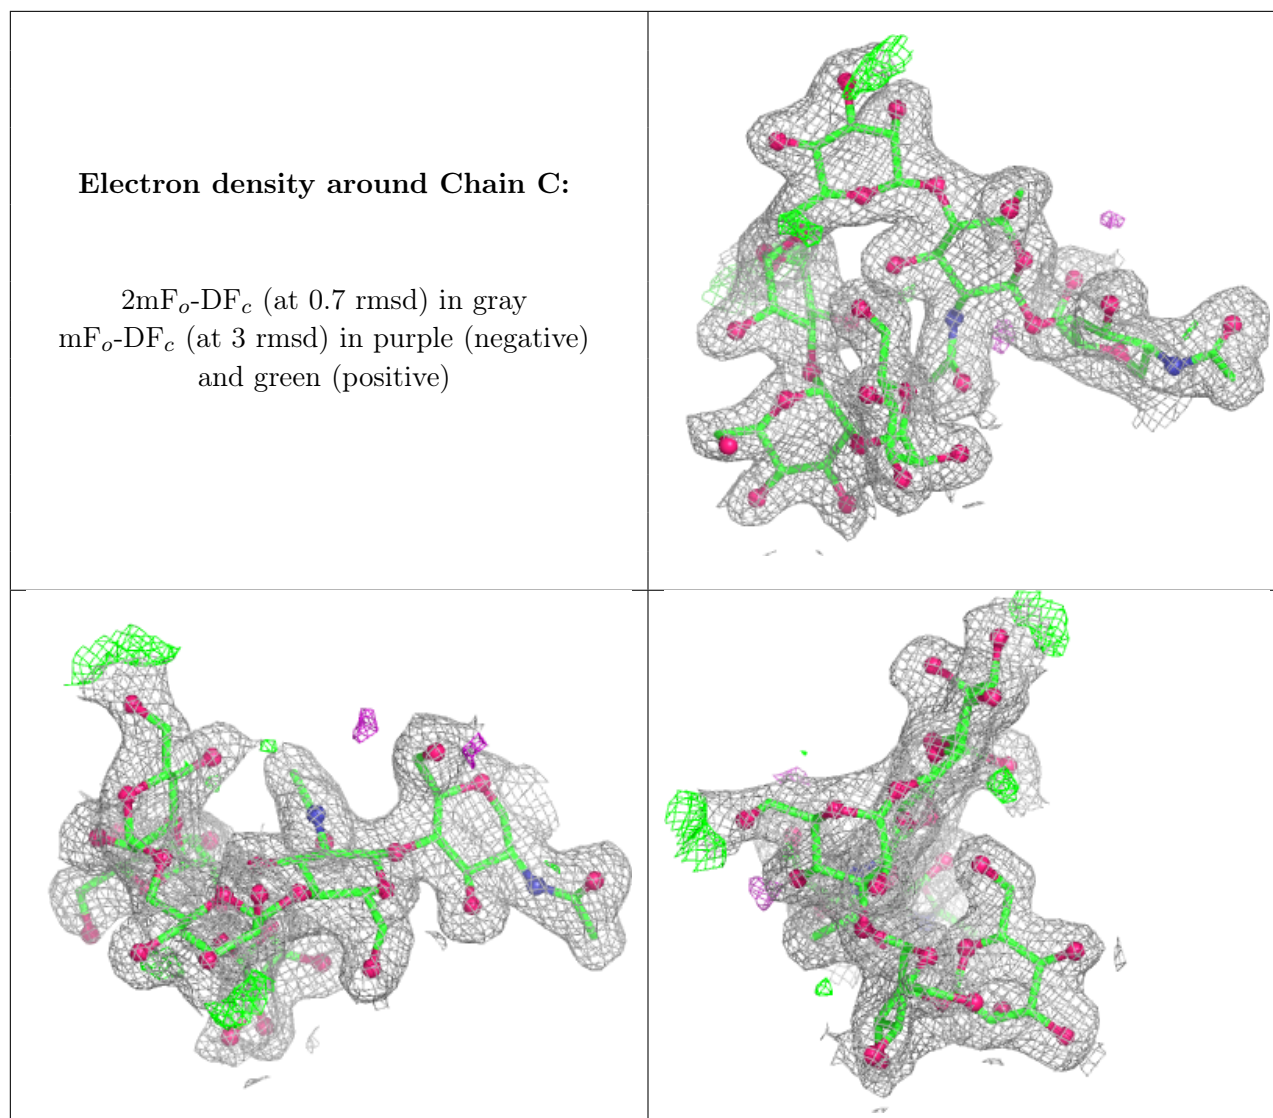 Electron density around Chain C:
2mFo-DFc (at 0.7 rmsd) in gray
mFo-DFc (at 3 rmsd) in purple (negative)
and green (positive)